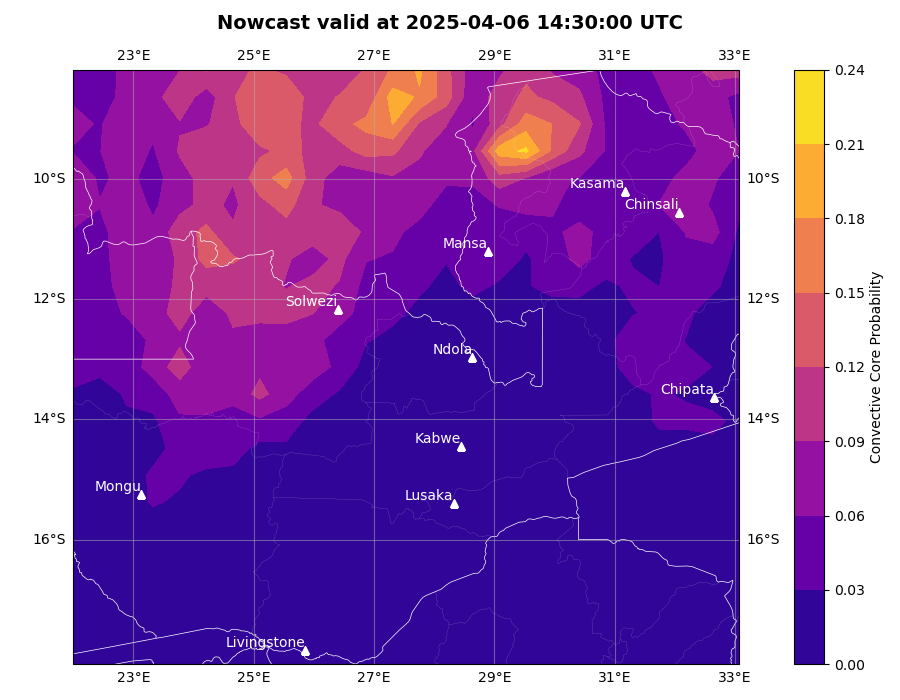 Nowcast valid at 2025-04-06 14:30:00 UTC
23°E 25°E 27°E 29°E 31°E 33°E
0.24
0.21
10°S Kasama 10°S
Chinsali
0.18
Mansa
0.15
12°S Solwezi 12°S
Ndola
0.12
Chipata
14°S 14°S
Kabwe
0.09
Mongu
Lusaka
0.06
16°S 16°S
0.03
Livingstone
0.00
23°E 25°E 27°E 29°E 31°E 33°E
Convective Core Probability